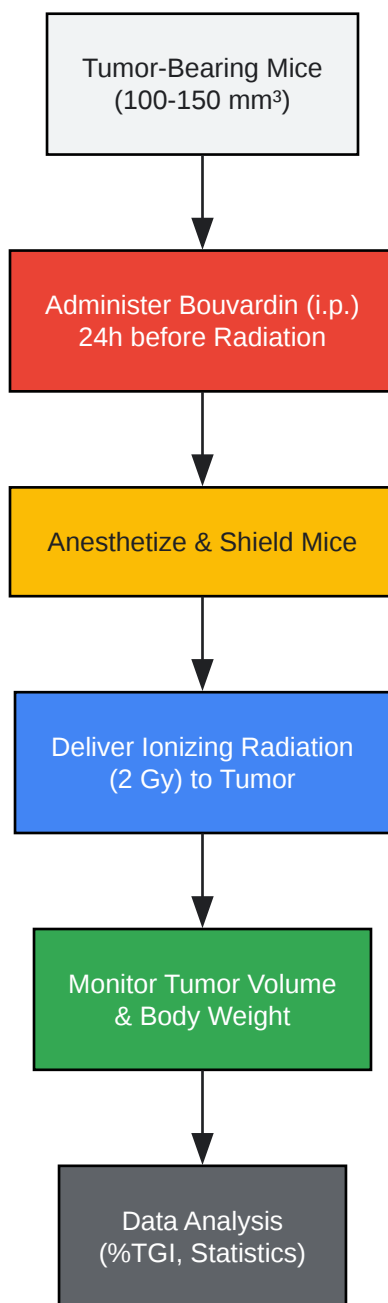 Tumor-Bearing Mice
(100-150 mm³)
Administer Bouvardin (i.p.)
24h before Radiation
Anesthetize & Shield Mice
Deliver Ionizing Radiation
(2 Gy) to Tumor
Monitor Tumor Volume
& Body Weight
Data Analysis
(%TGI, Statistics)